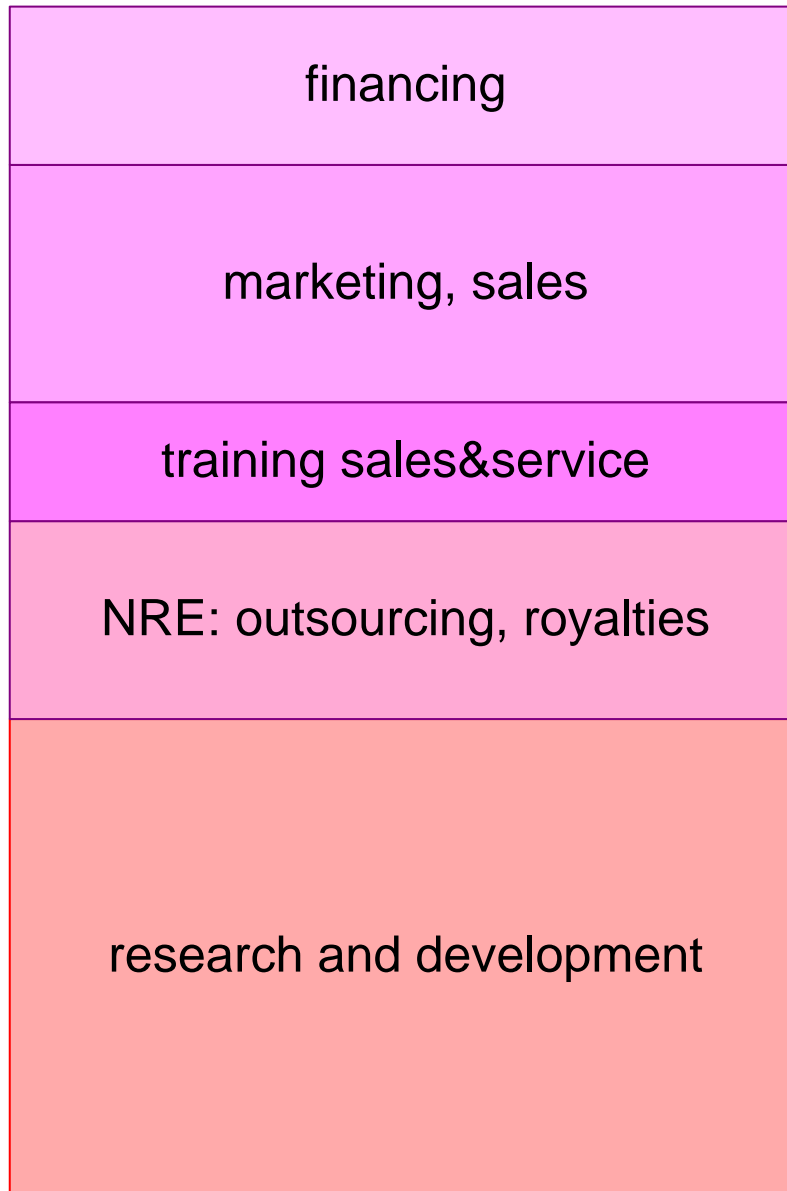 financing
marketing, sales
training sales&service
NRE: outsourcing, royalties
research and development